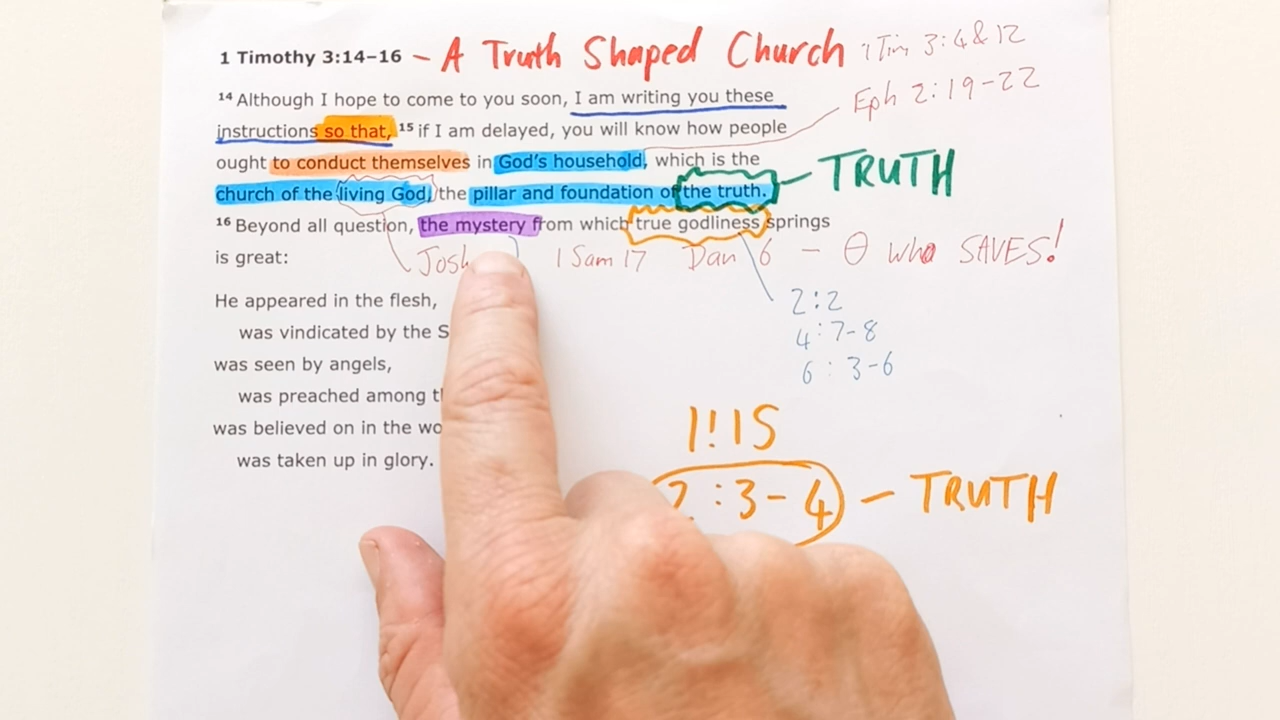 1 Timothy 3:14–16 – A Truth Shaped Church 1 Tim 3:4 & 12
Eph 2:19-22
14 Although I hope to come to you soon, I am writing you these
instructions so that, 15 if I am delayed, you will know how people
ought to conduct themselves in God's household, which is the
church of the living God, the pillar and foundation of the truth. – TRUTH
16 Beyond all question, the mystery from which true godliness springs
is great:
Josh 1 Sam 17 Dan 6 – Θ who SAVES!
He appeared in the flesh,
2:2
was vindicated by the S
4:7-8
was seen by angels,
6:3-6
was preached among t
was believed on in the wo
1:15
was taken up in glory.
2:3-4 – TRUTH